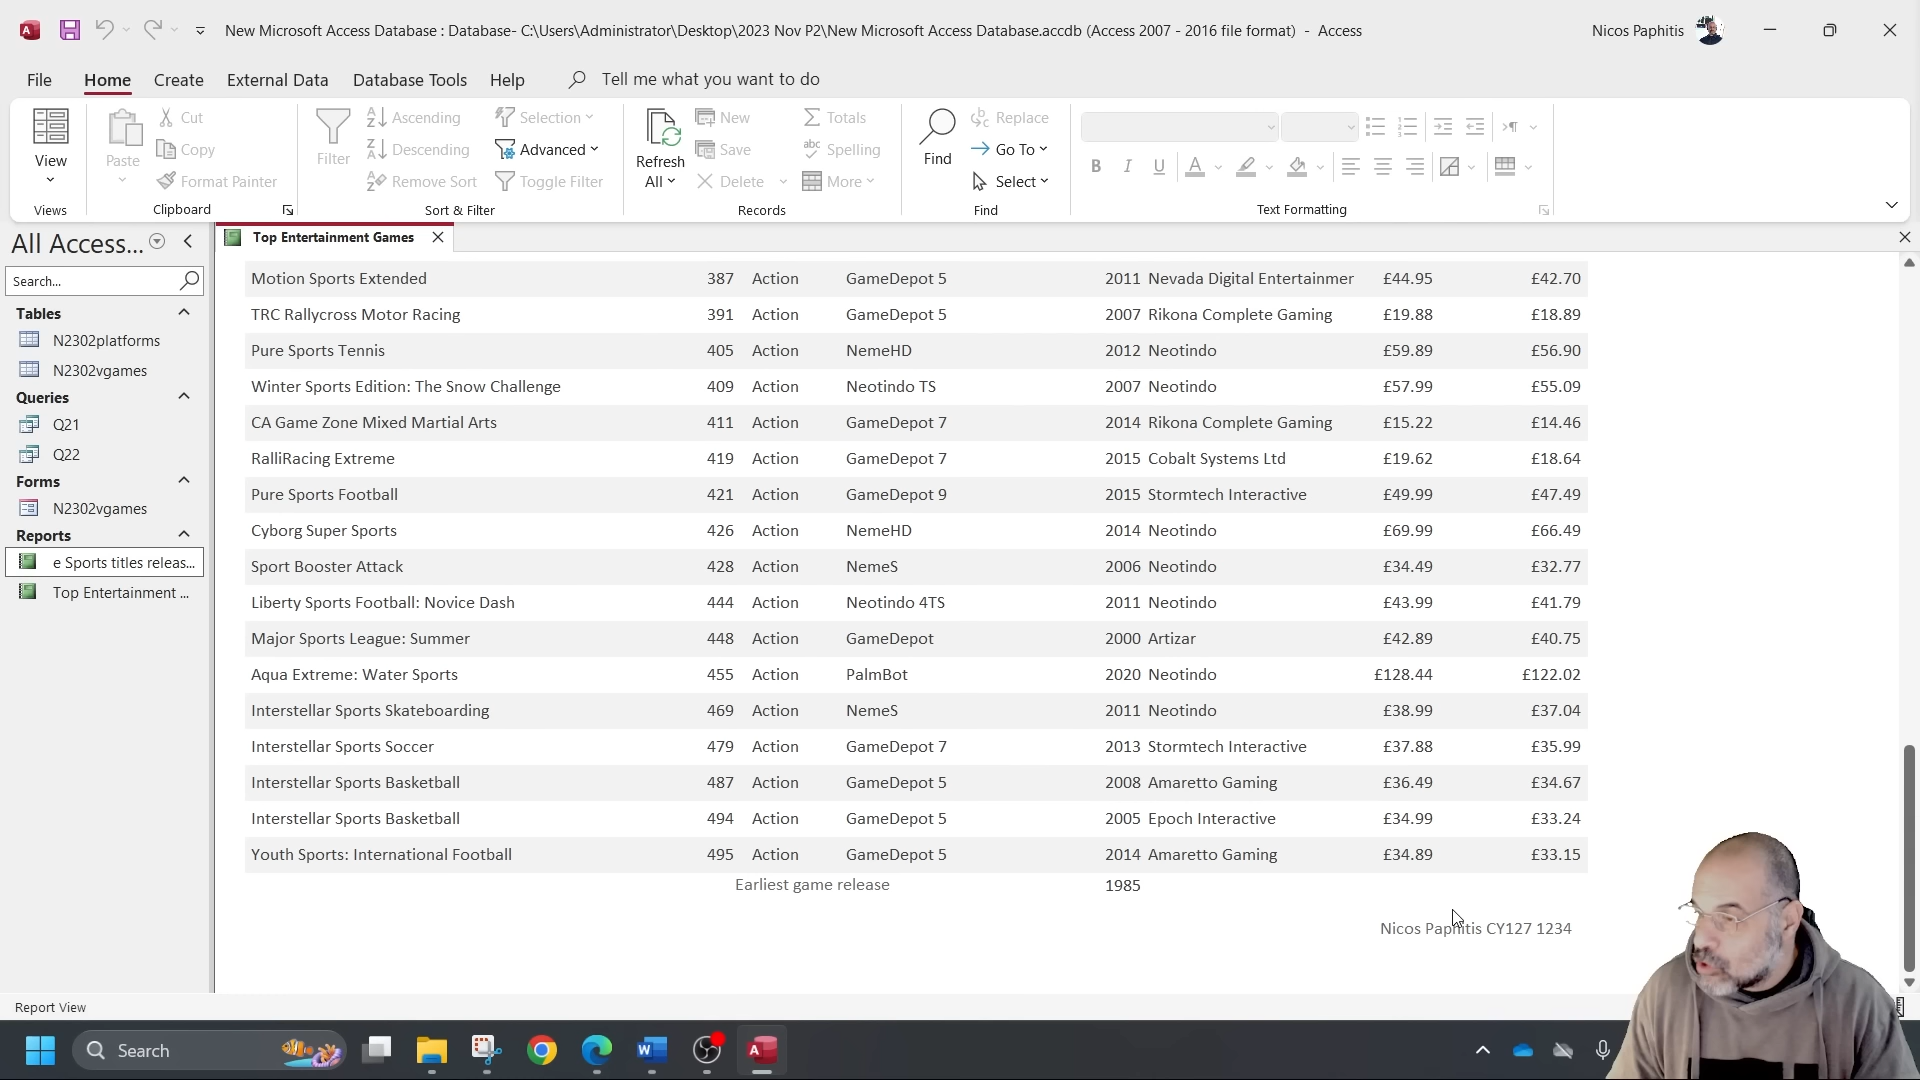 New Microsoft Access Database : Database- C:\Users\Administrator\Desktop\2023 Nov P2\New Microsoft Access Database.accdb (Access 2007 - 2016 file format) - Access
Nicos Paphitis
File Home Create External Data Database Tools Help Tell me what you want to do
View
Views
Paste
Cut
Copy
Format Painter
Clipboard
Filter
Ascending
Descending
Remove Sort
Selection
Advanced
Toggle Filter
Sort & Filter
Refresh All
New
Save
Delete
Totals
Spelling
More
Records
Find
Replace
Go To
Select
Find
B I U A
Text Formatting
All Access...
Search...
Tables
N2302platforms
N2302vgames
Queries
Q21
Q22
Forms
N2302vgames
Reports
e Sports titles releas...
Top Entertainment ...
Top Entertainment Games
Motion Sports Extended 387 Action GameDepot 5 2011 Nevada Digital Entertainmer £44.95 £42.70
TRC Rallycross Motor Racing 391 Action GameDepot 5 2007 Rikona Complete Gaming £19.88 £18.89
Pure Sports Tennis 405 Action NemeHD 2012 Neotindo £59.89 £56.90
Winter Sports Edition: The Snow Challenge 409 Action Neotindo TS 2007 Neotindo £57.99 £55.09
CA Game Zone Mixed Martial Arts 411 Action GameDepot 7 2014 Rikona Complete Gaming £15.22 £14.46
RalliRacing Extreme 419 Action GameDepot 7 2015 Cobalt Systems Ltd £19.62 £18.64
Pure Sports Football 421 Action GameDepot 9 2015 Stormtech Interactive £49.99 £47.49
Cyborg Super Sports 426 Action NemeHD 2014 Neotindo £69.99 £66.49
Sport Booster Attack 428 Action NemeS 2006 Neotindo £34.49 £32.77
Liberty Sports Football: Novice Dash 444 Action Neotindo 4TS 2011 Neotindo £43.99 £41.79
Major Sports League: Summer 448 Action GameDepot 2000 Artizar £42.89 £40.75
Aqua Extreme: Water Sports 455 Action PalmBot 2020 Neotindo £128.44 £122.02
Interstellar Sports Skateboarding 469 Action NemeS 2011 Neotindo £38.99 £37.04
Interstellar Sports Soccer 479 Action GameDepot 7 2013 Stormtech Interactive £37.88 £35.99
Interstellar Sports Basketball 487 Action GameDepot 5 2008 Amaretto Gaming £36.49 £34.67
Interstellar Sports Basketball 494 Action GameDepot 5 2005 Epoch Interactive £34.99 £33.24
Youth Sports: International Football 495 Action GameDepot 5 2014 Amaretto Gaming £34.89 £33.15
Earliest game release 1985
Nicos Paphitis CY127 1234
Report View
Search